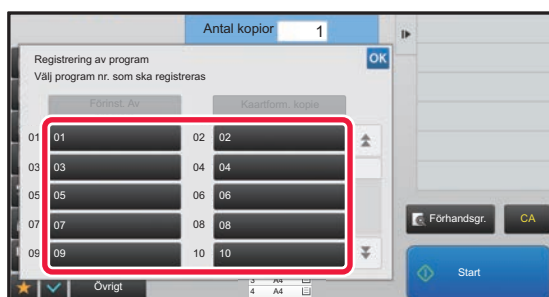 Antal kopior 1
Registrering av program
OK
Välj program nr. som ska registreras
Förinst. Av Kaartform. kopie
01 01 02 02
03 03 04 04
05 05 06 06
07 07 08 08
09 09 10 10
Förhandsgr. CA
Start
Övrigt
3 A4
4 A4